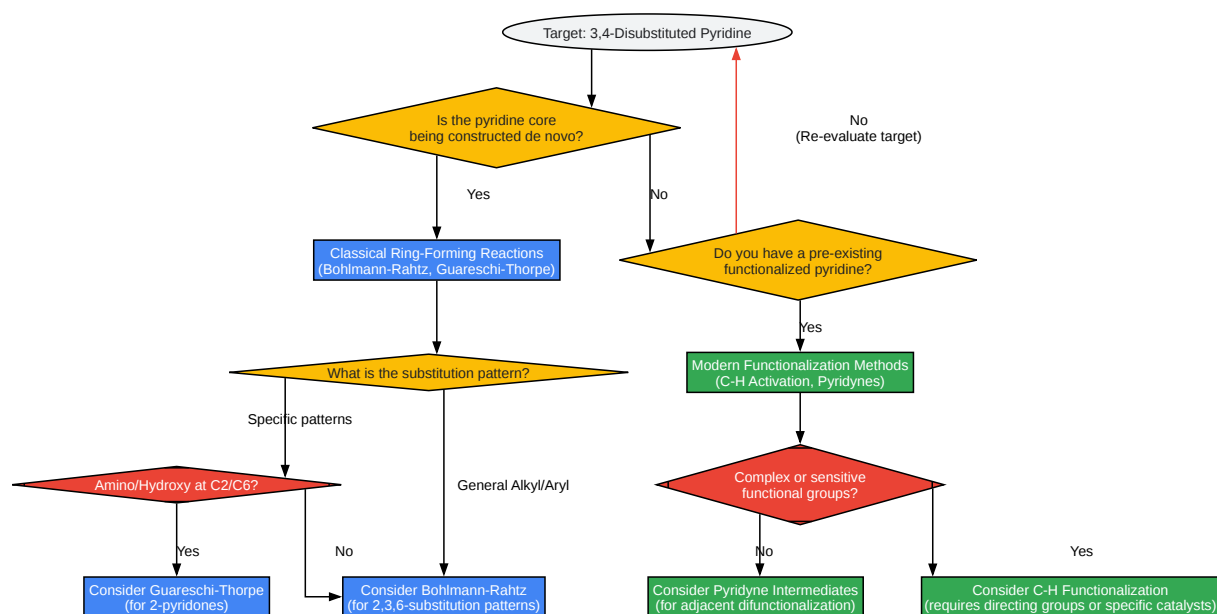 Target: 3,4-Disubstituted Pyridine
Is the pyridine core
being constructed de novo?
No
(Re-evaluate target)
Yes
No
Classical Ring-Forming Reactions
(Bohlmann-Rahtz, Guareschi-Thorpe)
Do you have a pre-existing
functionalized pyridine?
Yes
What is the substitution pattern?
Modern Functionalization Methods
(C-H Activation, Pyridynes)
Specific patterns
Amino/Hydroxy at C2/C6?
General Alkyl/Aryl
Complex or sensitive
functional groups?
Yes
No
No
Yes
Consider Guareschi-Thorpe
(for 2-pyridones)
Consider Bohlmann-Rahtz
(for 2,3,6-substitution patterns)
Consider Pyridyne Intermediates
(for adjacent difunctionalization)
Consider C-H Functionalization
(requires directing groups or specific catalysts)